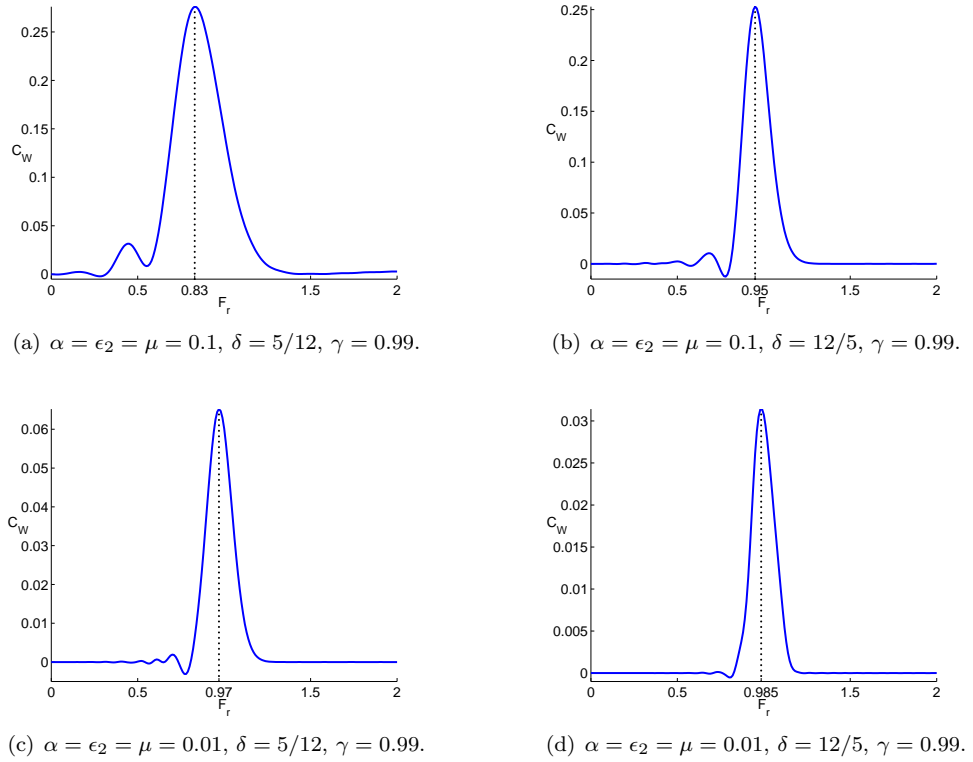 0.25
0.2
0.15
C_W
0.1
0.05
0
0 0.5 0.83 1.5 2
F_r
(a) α = ϵ₂ = μ = 0.1, δ = 5/12, γ = 0.99.
0.25
0.2
0.15
C_W
0.1
0.05
0
0 0.5 0.95 1.5 2
F_r
(b) α = ϵ₂ = μ = 0.1, δ = 12/5, γ = 0.99.
0.06
0.05
0.04
C_W
0.03
0.02
0.01
0
0 0.5 0.97 1.5 2
F_r
(c) α = ϵ₂ = μ = 0.01, δ = 5/12, γ = 0.99.
0.03
0.025
0.02
C_W
0.015
0.01
0.005
0
0 0.5 0.985 1.5 2
F_r
(d) α = ϵ₂ = μ = 0.01, δ = 12/5, γ = 0.99.